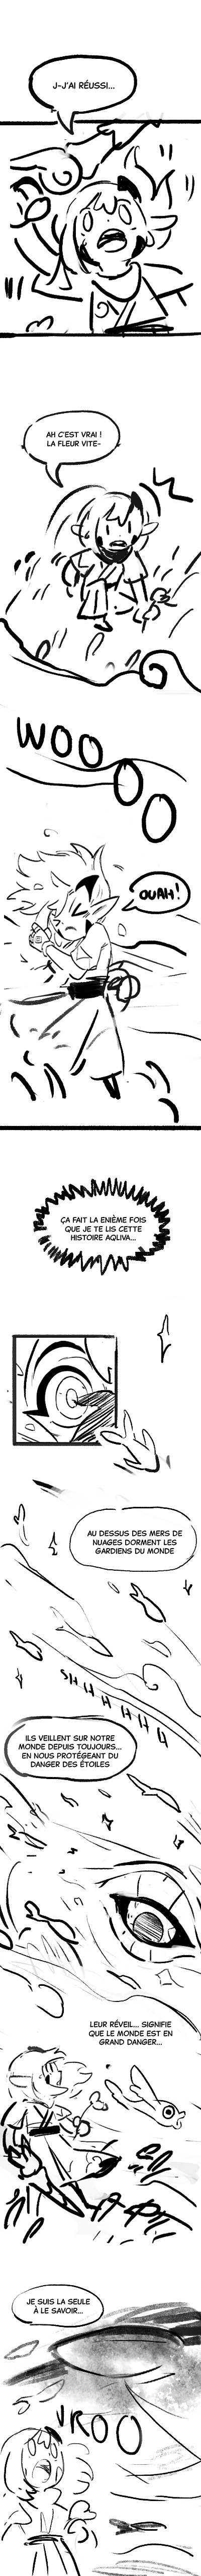 J-J'AI RÉUSSI...
AH C'EST VRAI !
LA FLEUR VITE-
WOO
O
O
OUAH!
ÇA FAIT LA ENIÈME FOIS
QUE JE TE LIS CETTE
HISTOIRE AQLIVA...
AU DESSUS DES MERS DE
NUAGES DORMENT LES
GARDIENS DU MONDE
SHHHHHH
ILS VEILLENT SUR NOTRE
MONDE DEPUIS TOUJOURS...
EN NOUS PROTÉGEANT DU
DANGER DES ÉTOILES
LEUR RÉVEIL... SIGNIFIE
QUE LE MONDE EST EN
GRAND DANGER...
JE SUIS LA SEULE
À LE SAVOIR...
VROO